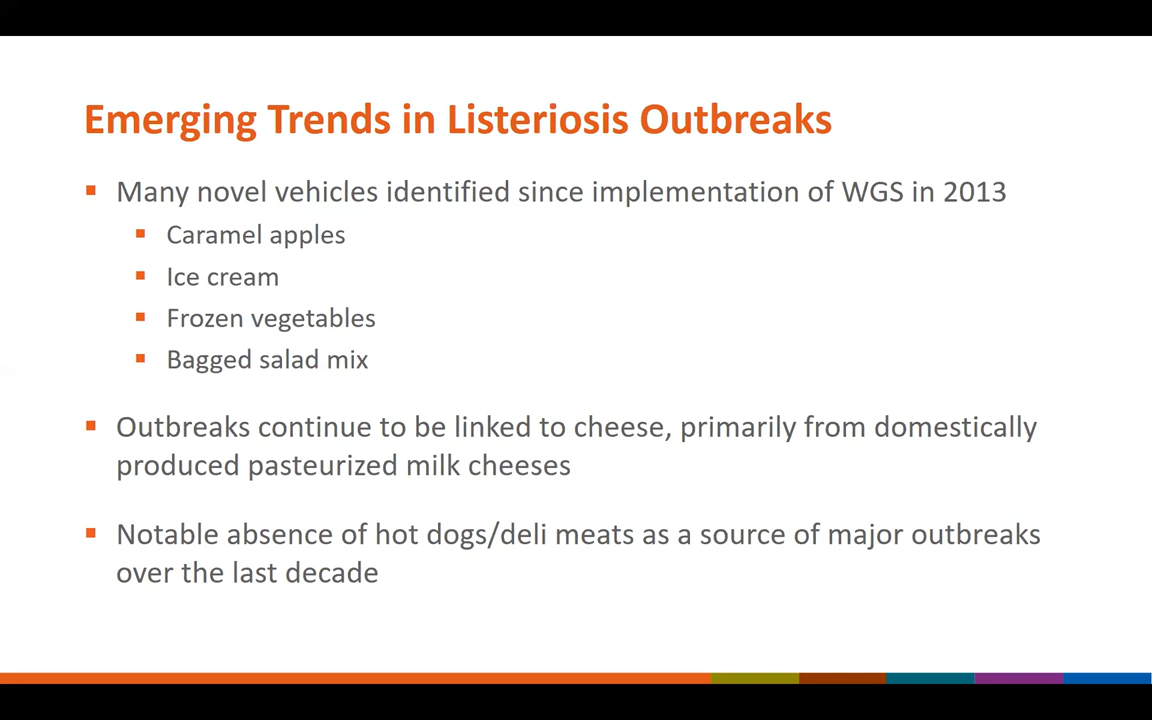 Emerging Trends in Listeriosis Outbreaks
Many novel vehicles identified since implementation of WGS in 2013
Caramel apples
Ice cream
Frozen vegetables
Bagged salad mix
Outbreaks continue to be linked to cheese, primarily from domestically
produced pasteurized milk cheeses
Notable absence of hot dogs/deli meats as a source of major outbreaks
over the last decade